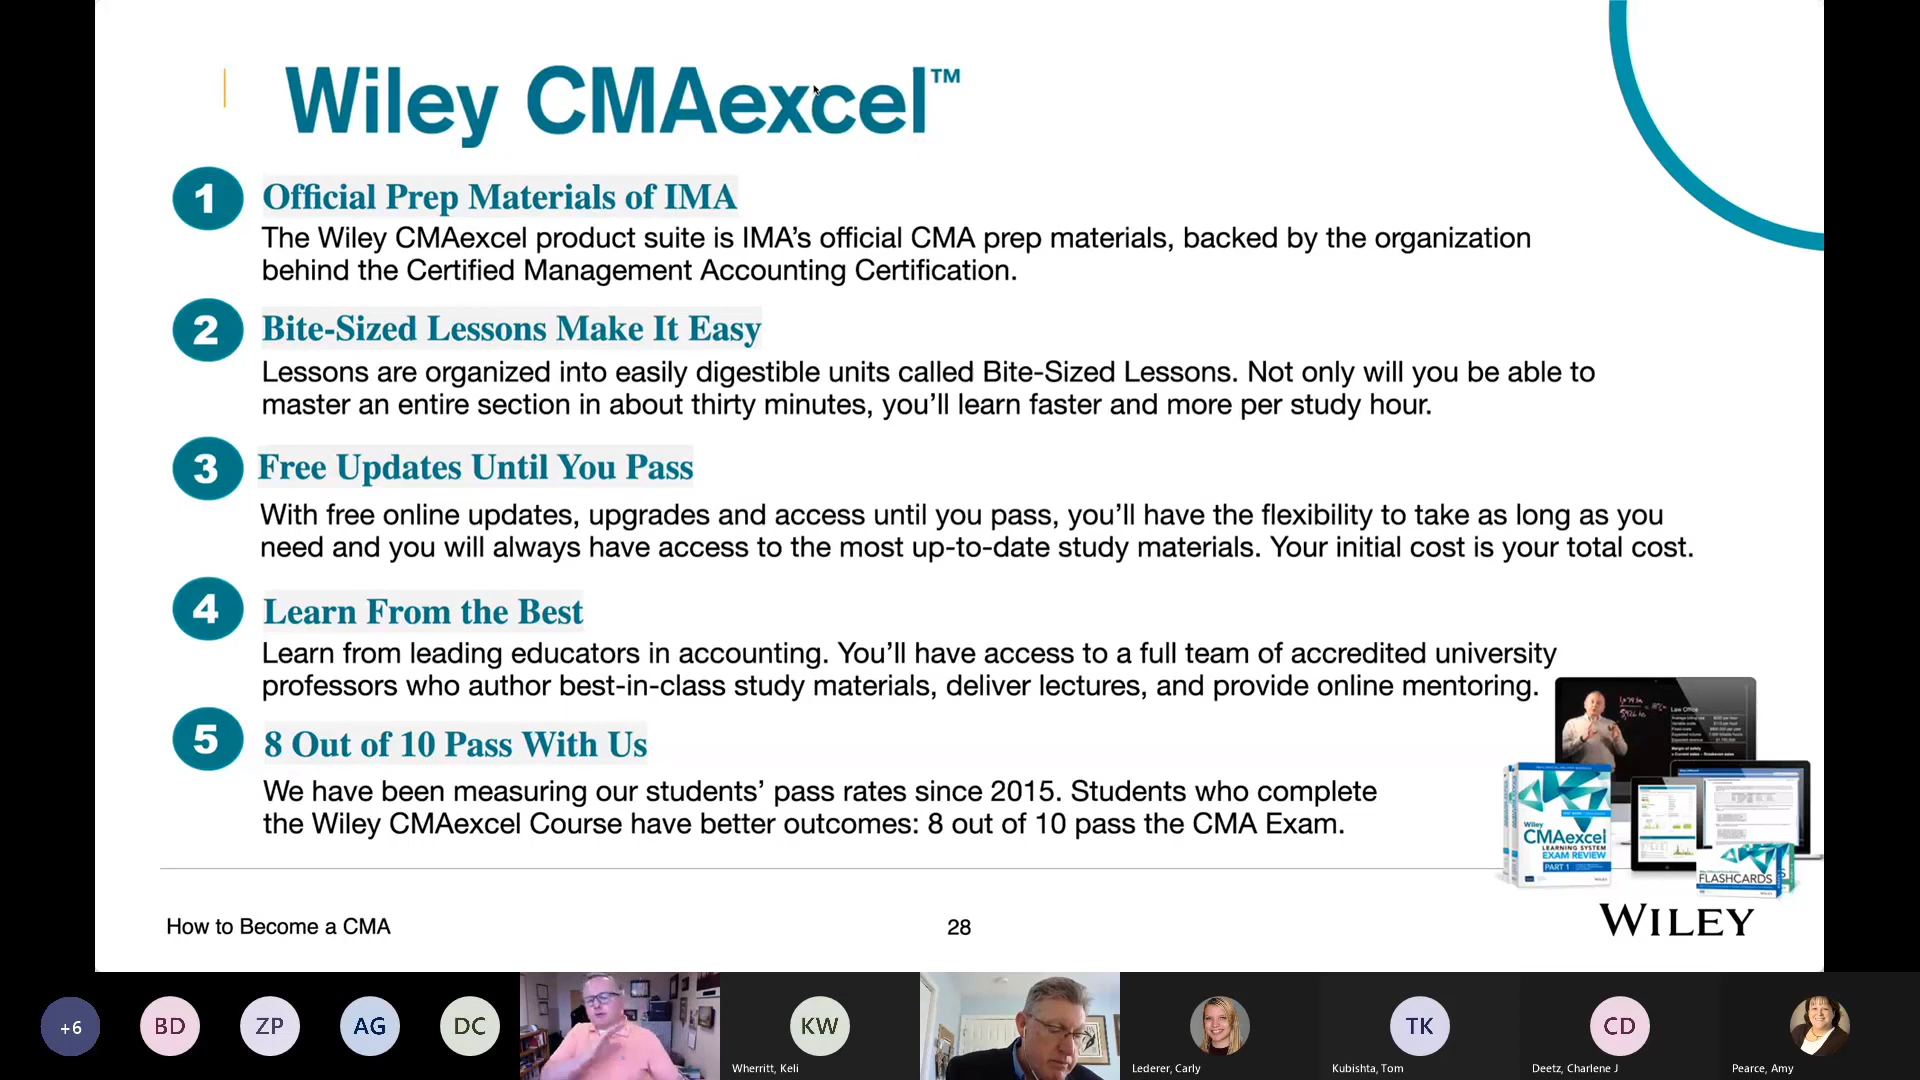 Wiley CMAexcel™
1 Official Prep Materials of IMA
The Wiley CMAexcel product suite is IMA's official CMA prep materials, backed by the organization
behind the Certified Management Accounting Certification.
2 Bite-Sized Lessons Make It Easy
Lessons are organized into easily digestible units called Bite-Sized Lessons. Not only will you be able to
master an entire section in about thirty minutes, you'll learn faster and more per study hour.
3 Free Updates Until You Pass
With free online updates, upgrades and access until you pass, you'll have the flexibility to take as long as you
need and you will always have access to the most up-to-date study materials. Your initial cost is your total cost.
4 Learn From the Best
Learn from leading educators in accounting. You'll have access to a full team of accredited university
professors who author best-in-class study materials, deliver lectures, and provide online mentoring.
5 8 Out of 10 Pass With Us
We have been measuring our students' pass rates since 2015. Students who complete
the Wiley CMAexcel Course have better outcomes: 8 out of 10 pass the CMA Exam.
Law Office
Wiley
CMAexcel
LEARNING SYSTEM
EXAM REVIEW
PART 1
FLASHCARDS
How to Become a CMA
28
WILEY
+6
BD
ZP
AG
DC
KW
TK
CD
Wherritt, Keli
Lederer, Carly
Kubishta, Tom
Deetz, Charlene J
Pearce, Amy